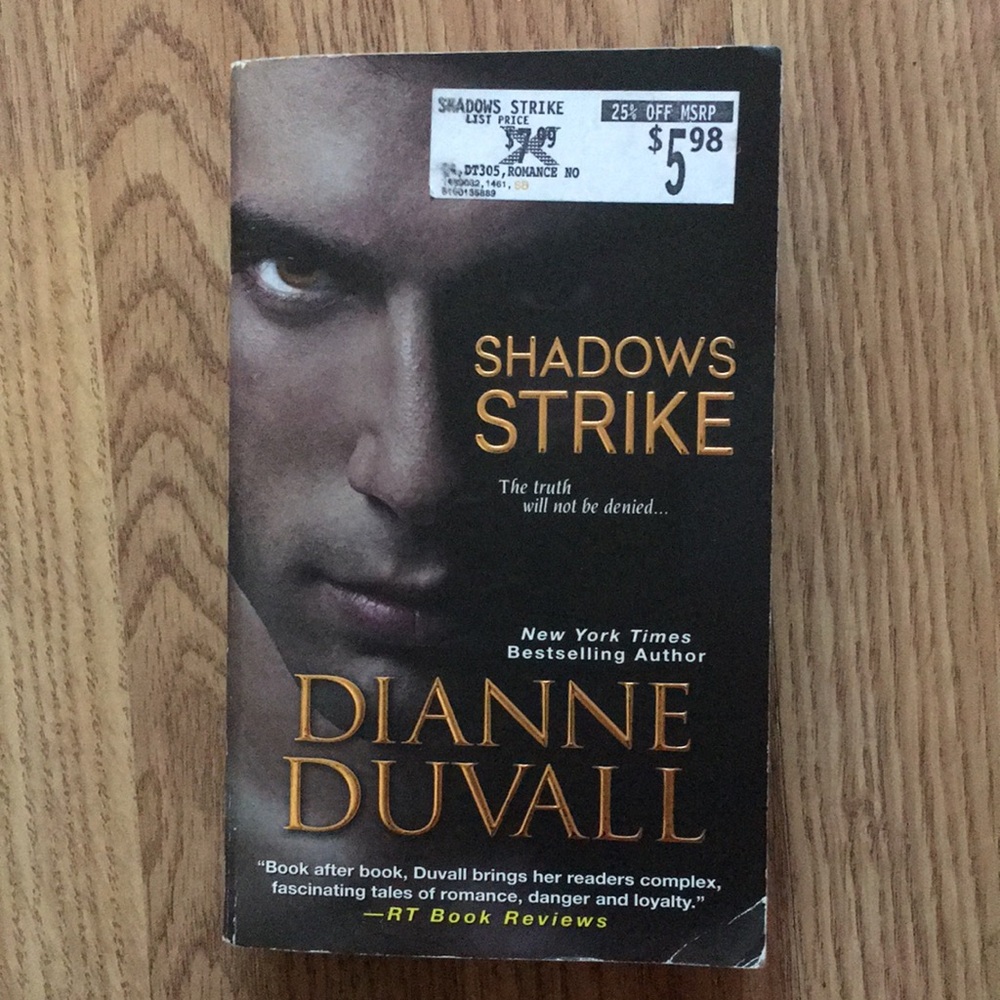 SHADOWS STRIKE
LIST PRICE
25% OFF MSRP
$5.98
DT305, ROMANCE NO
SHADOWS
STRIKE
The truth
will not be denied...
New York Times
Bestselling Author
DIANNE
DUVALL
“Book after book, Duvall brings her readers complex,
fascinating tales of romance, danger and loyalty.”
—RT Book Reviews